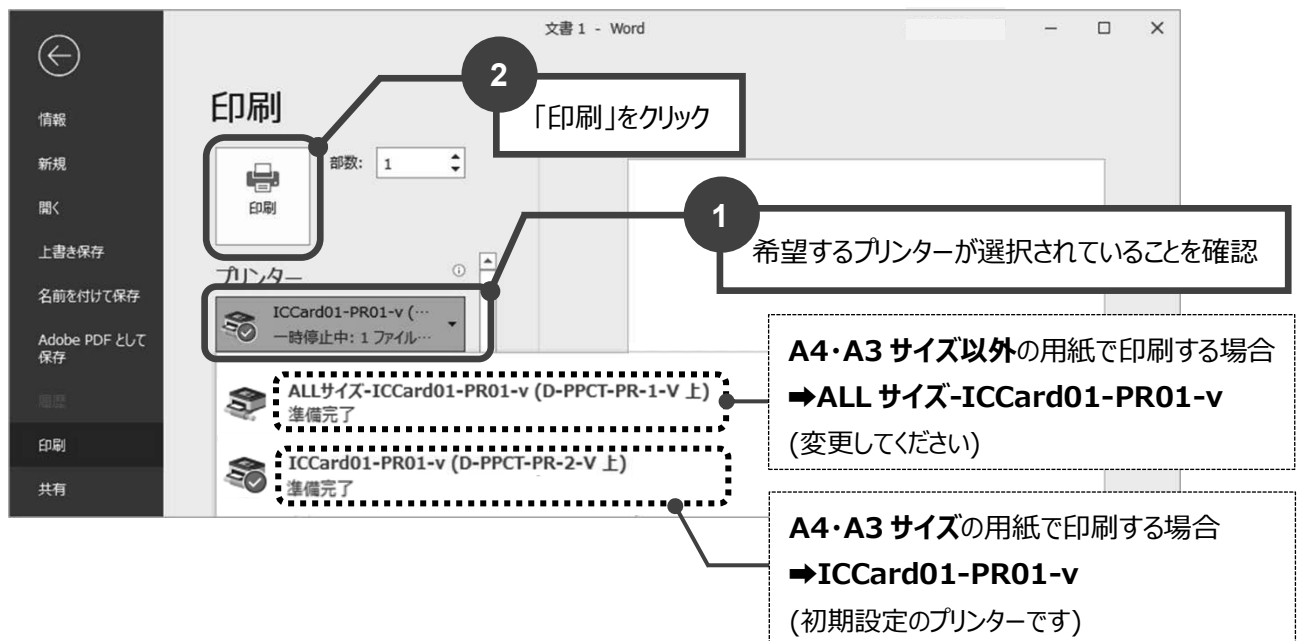 文書 1 - Word
情報
新規
開く
上書き保存
名前を付けて保存
Adobe PDF として
保存
印刷
共有
印刷
印刷
部数: 1
プリンター
ICCard01-PR01-v (…
一時停止中: 1 ファイル…
ALLサイズ-ICCard01-PR01-v (D-PPCT-PR-1-V 上)
準備完了
ICCard01-PR01-v (D-PPCT-PR-2-V 上)
準備完了
2
「印刷」をクリック
1
希望するプリンターが選択されていることを確認
A4・A3 サイズ以外の用紙で印刷する場合
➡ALL サイズ-ICCard01-PR01-v
(変更してください)
A4・A3 サイズの用紙で印刷する場合
➡ICCard01-PR01-v
(初期設定のプリンターです)